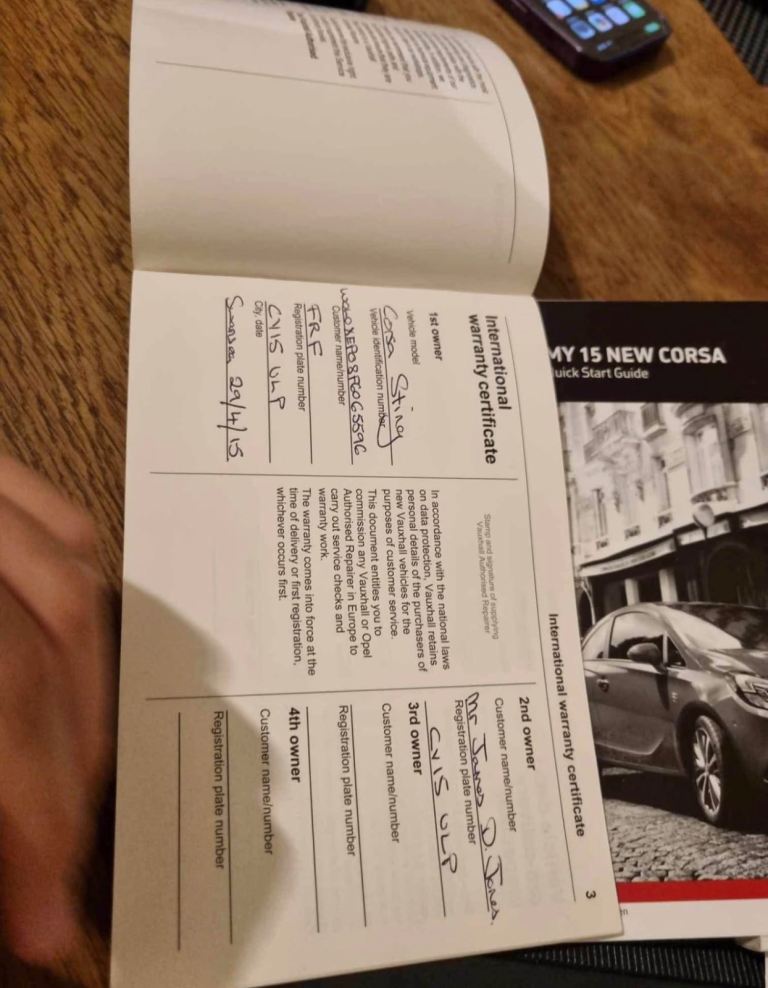 International warranty certificate
3
International
warranty certificate
1st owner
Vehicle model
Corsa Sting
Vehicle identification number
Customer name/number
FRF
Registration plate number
CV15 ULP
City, date
Swansea 29/4/15
Stamp and signature of supplying
Vauxhall Authorised Repairer
In accordance with the national laws
on data protection, Vauxhall retains
personal details of the purchasers of
new Vauxhall vehicles for the
purposes of customer service.
This document entitles you to
commission any Vauxhall or Opel
Authorised Repairer in Europe to
carry out service checks and
warranty work.
The warranty comes into force at the
time of delivery or first registration,
whichever occurs first.
2nd owner
Customer name/number
Mr James D. Jones.
Registration plate number
CV15 ULP
3rd owner
Customer name/number
Registration plate number
4th owner
Customer name/number
Registration plate number
MY 15 NEW CORSA
uick Start Guide